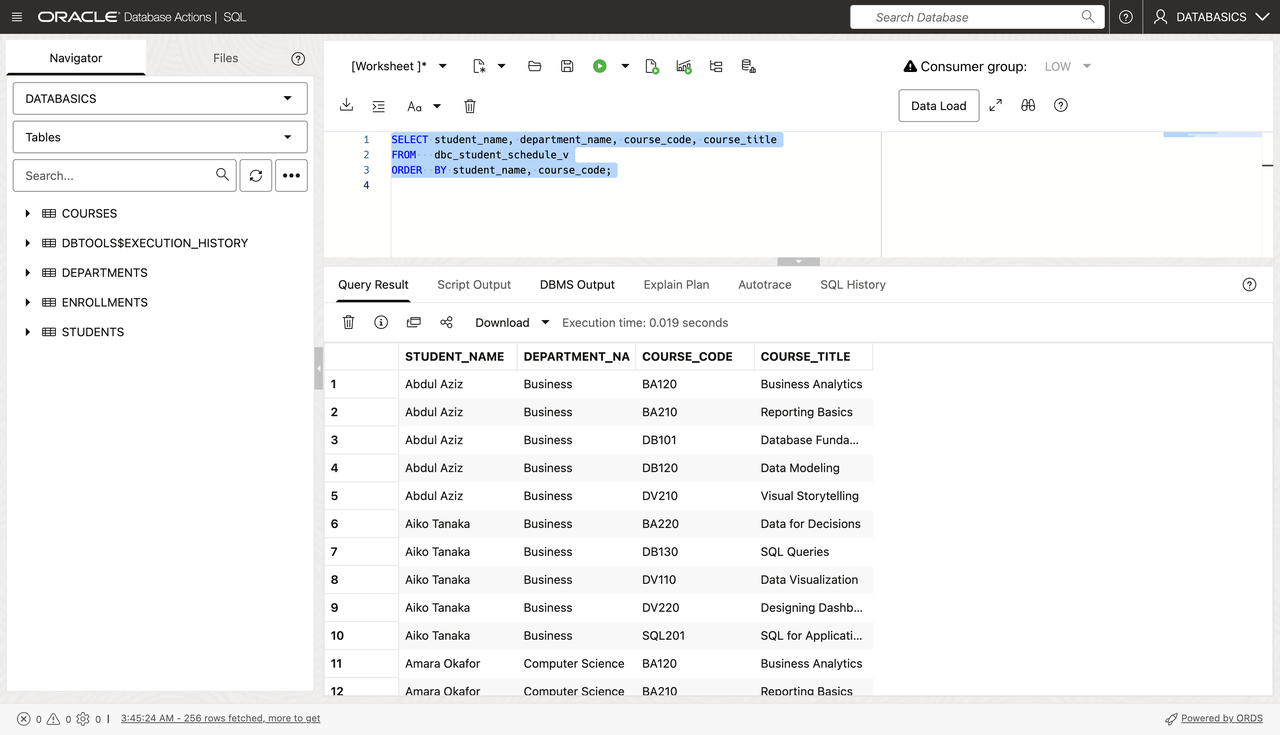 ORACLE Database Actions | SQL
Search Database
DATABASICS
Navigator
Files
DATABASICS
Tables
Search...
COURSES
DBTOOLS$EXECUTION_HISTORY
DEPARTMENTS
ENROLLMENTS
STUDENTS
[Worksheet ]*
Consumer group: LOW
Aa
Data Load
1 SELECT student_name, department_name, course_code, course_title
2 FROM dbc_student_schedule_v
3 ORDER BY student_name, course_code;
4
Query Result Script Output DBMS Output Explain Plan Autotrace SQL History
Download Execution time: 0.019 seconds
STUDENT_NAME DEPARTMENT_NA COURSE_CODE COURSE_TITLE
1 Abdul Aziz Business BA120 Business Analytics
2 Abdul Aziz Business BA210 Reporting Basics
3 Abdul Aziz Business DB101 Database Funda...
4 Abdul Aziz Business DB120 Data Modeling
5 Abdul Aziz Business DV210 Visual Storytelling
6 Aiko Tanaka Business BA220 Data for Decisions
7 Aiko Tanaka Business DB130 SQL Queries
8 Aiko Tanaka Business DV110 Data Visualization
9 Aiko Tanaka Business DV220 Designing Dashb...
10 Aiko Tanaka Business SQL201 SQL for Applicati...
11 Amara Okafor Computer Science BA120 Business Analytics
12 Amara Okafor Computer Science BA210 Reporting Basics
0 0 0 | 3:45:24 AM - 256 rows fetched, more to get
Powered by ORDS